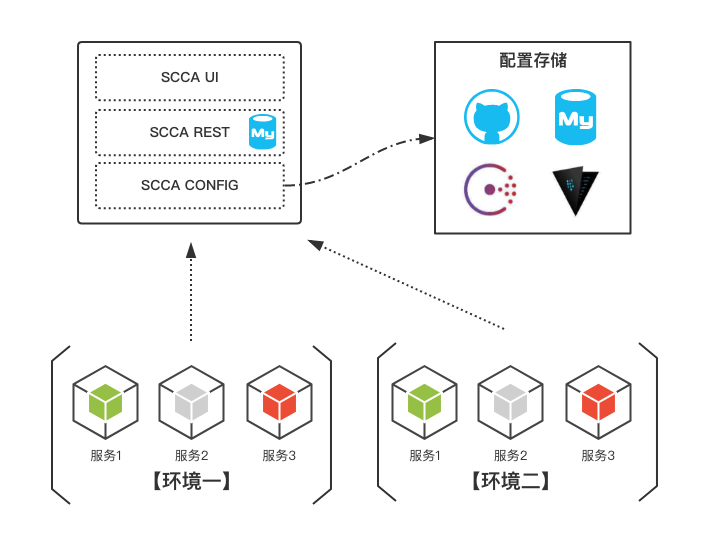 SCCA UI
SCCA REST
My
SCCA CONFIG
配置存储
My
服务1
服务2
服务3
【环境一】
服务1
服务2
服务3
【环境二】